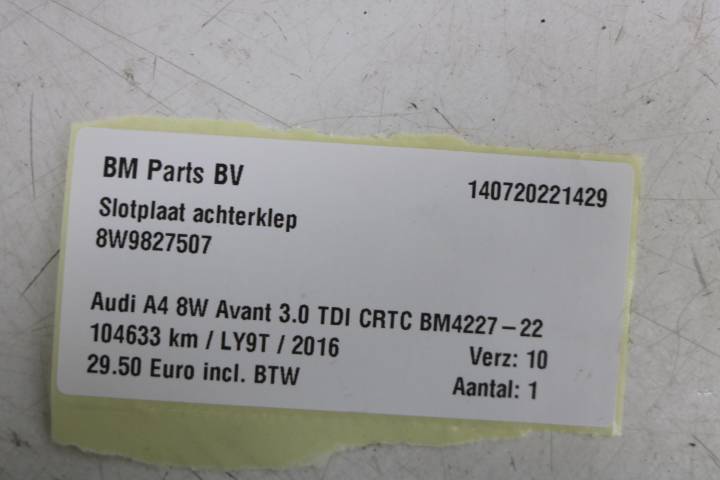 BM Parts BV 140720221429
Slotplaat achterklep
8W9827507
Audi A4 8W Avant 3.0 TDI CRTC BM4227-22
104633 km / LY9T / 2016 Verz: 10
29.50 Euro incl. BTW Aantal: 1